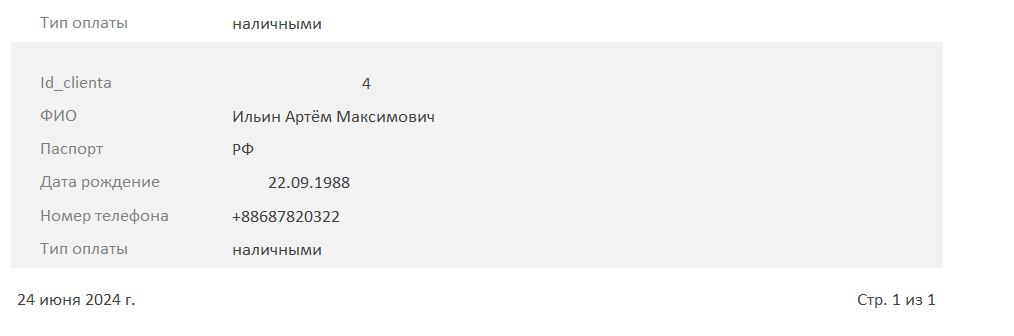 Тип оплаты наличными
Id_clienta 4
ФИО Ильин Артём Максимович
Паспорт РФ
Дата рождение 22.09.1988
Номер телефона +88687820322
Тип оплаты наличными
24 июня 2024 г. Стр. 1 из 1